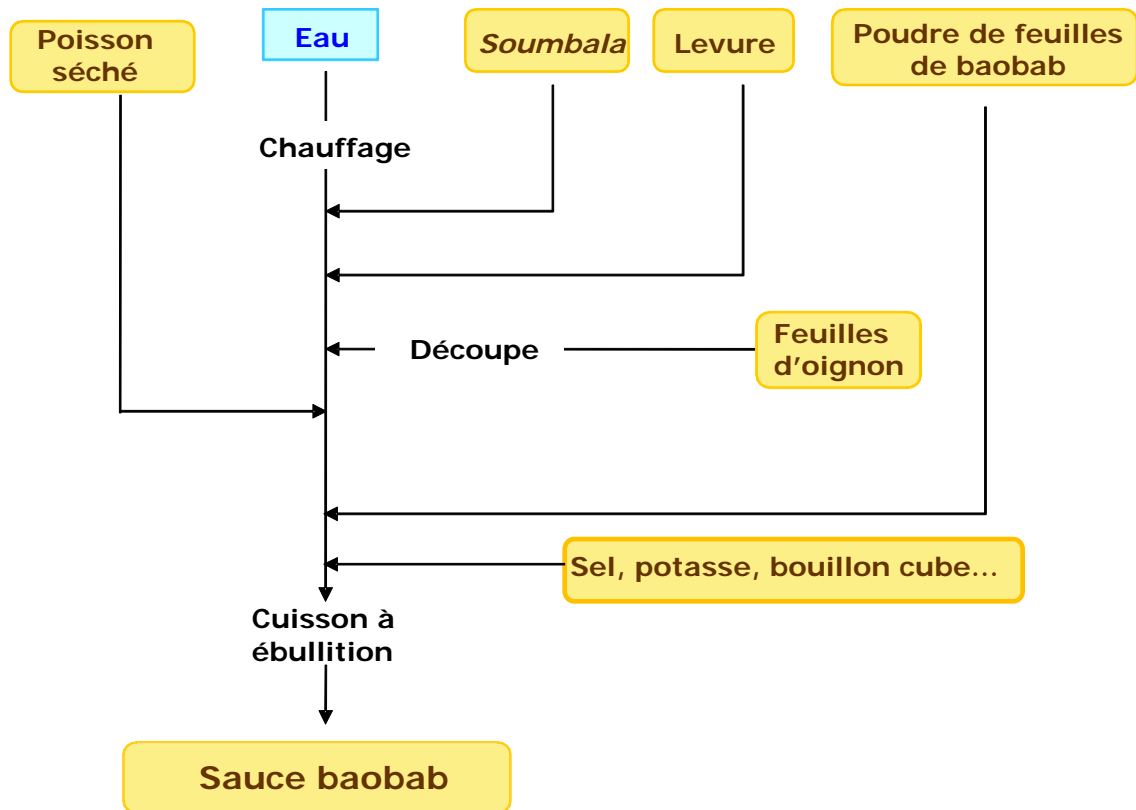 Poisson
séché
Eau
Soumbala
Levure
Poudre de feuilles
de baobab
Chauffage
Découpe
Feuilles
d’oignon
Sel, potasse, bouillon cube...
Cuisson à
ébullition
Sauce baobab